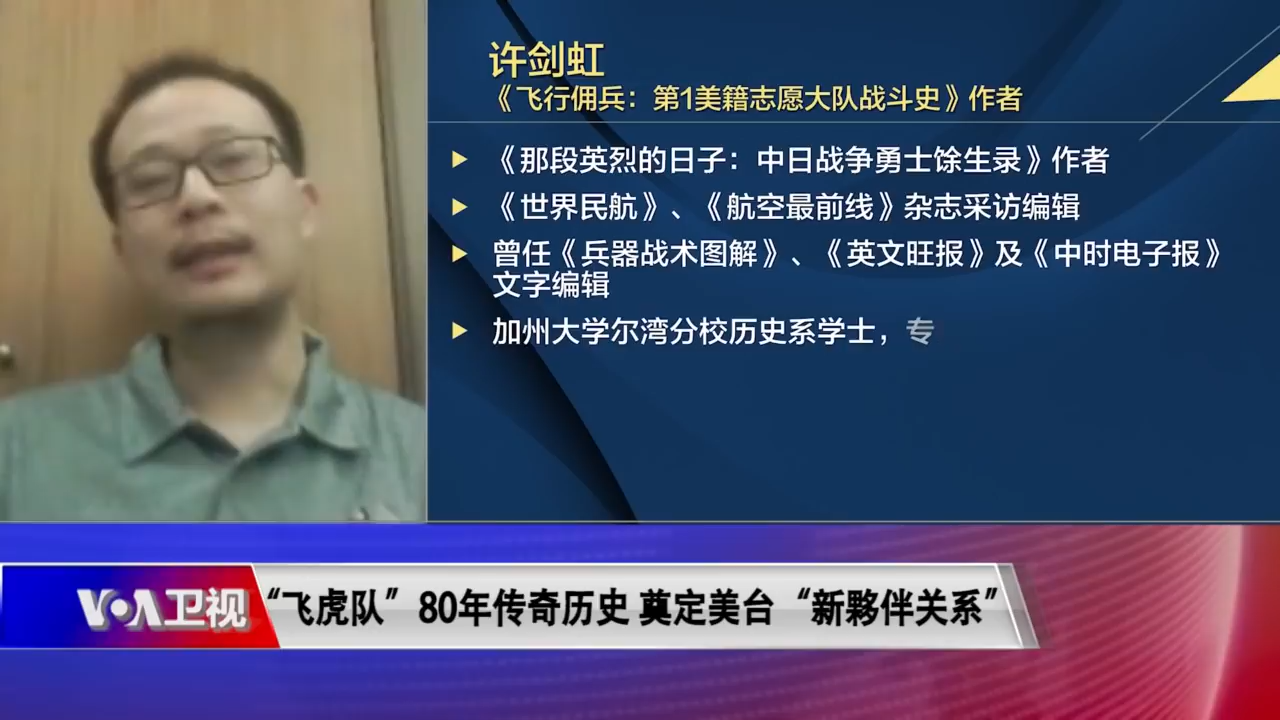 许剑虹
《飞行佣兵：第1美籍志愿大队战斗史》作者
《那段英烈的日子：中日战争勇士馀生录》作者
《世界民航》、《航空最前线》杂志采访编辑
曾任《兵器战术图解》、《英文旺报》及《中时电子报》
文字编辑
加州大学尔湾分校历史系学士，专
VOA卫视
“飞虎队”80年传奇历史 奠定美台“新夥伴关系”